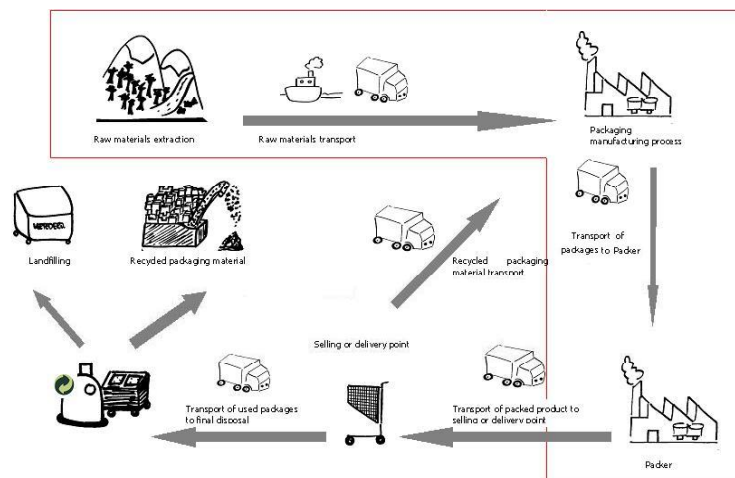 Raw materials extraction
Raw materials transport
Packaging
manufacturing process
Transport of
packages to Packer
Landfilling
Recycled packaging material
Recycled packaging
material transport
Selling or delivery point
Transport of used packages
to final disposal
Transport of packed product to
selling or delivery point
Packer